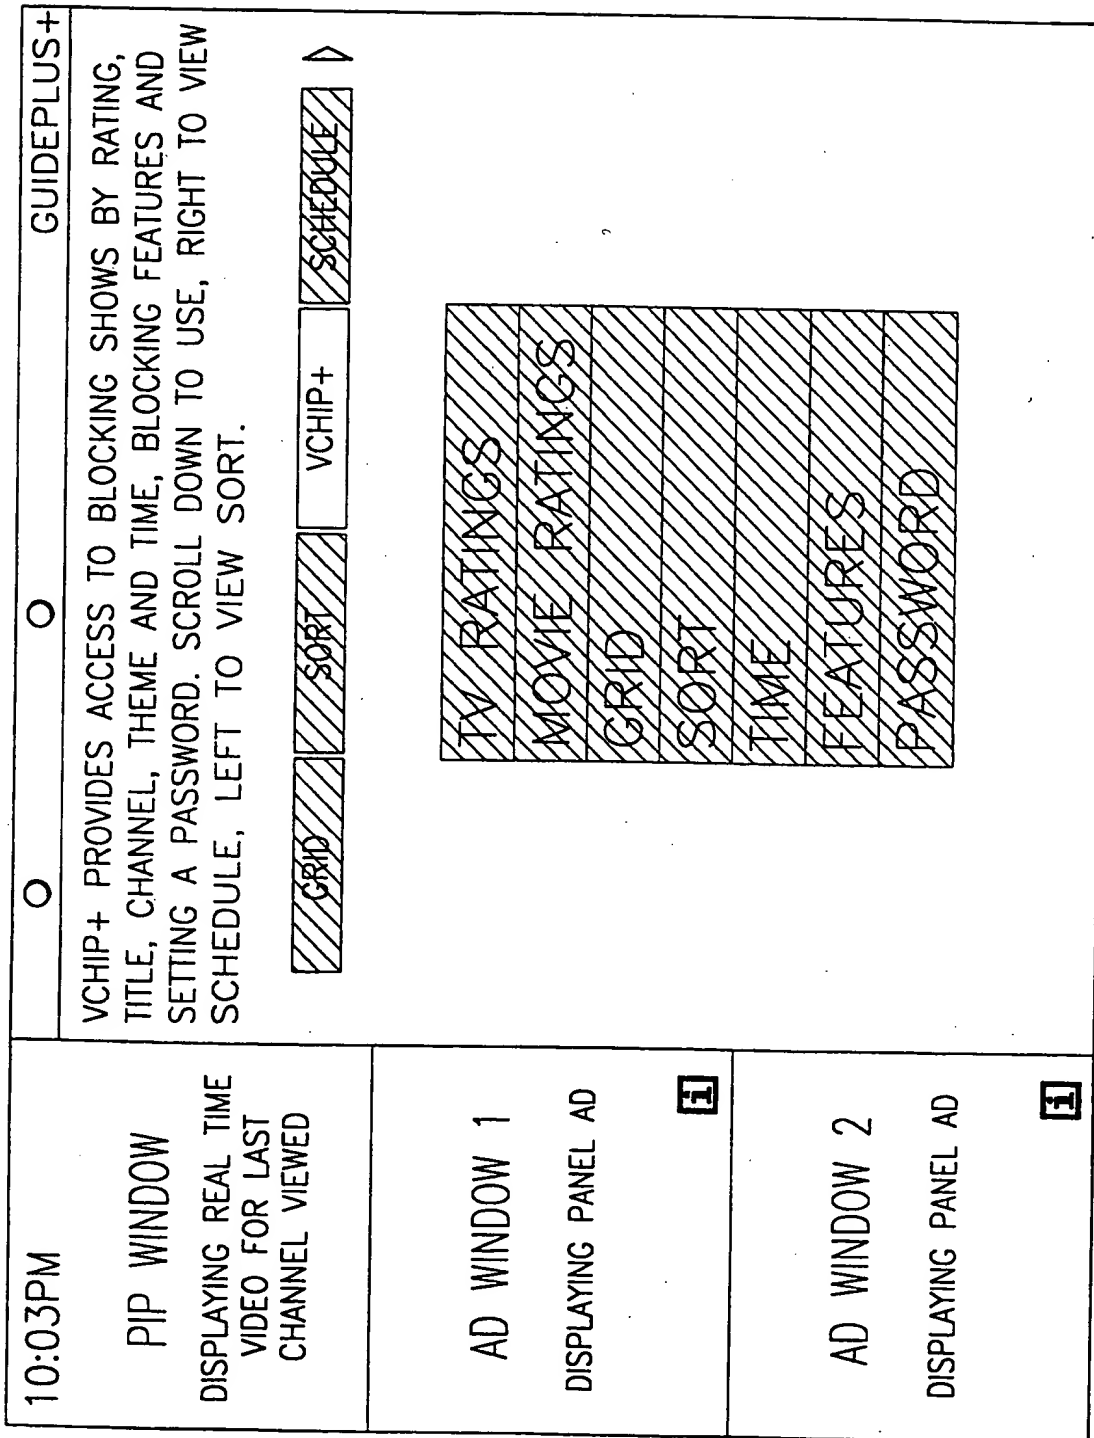 10:03PM
GUIDEPLUS+
PIP WINDOW
DISPLAYING REAL TIME
VIDEO FOR LAST
CHANNEL VIEWED
AD WINDOW 1
DISPLAYING PANEL AD
i
AD WINDOW 2
DISPLAYING PANEL AD
i
VCHIP+ PROVIDES ACCESS TO BLOCKING SHOWS BY RATING,
TITLE, CHANNEL, THEME AND TIME, BLOCKING FEATURES AND
SETTING A PASSWORD. SCROLL DOWN TO USE, RIGHT TO VIEW
SCHEDULE, LEFT TO VIEW SORT.
GRID SORT VCHIP+ SCHEDULE
TV RATINGS
MOVIE RATINGS
GRID
SORT
TIME
FEATURES
PASSWORD